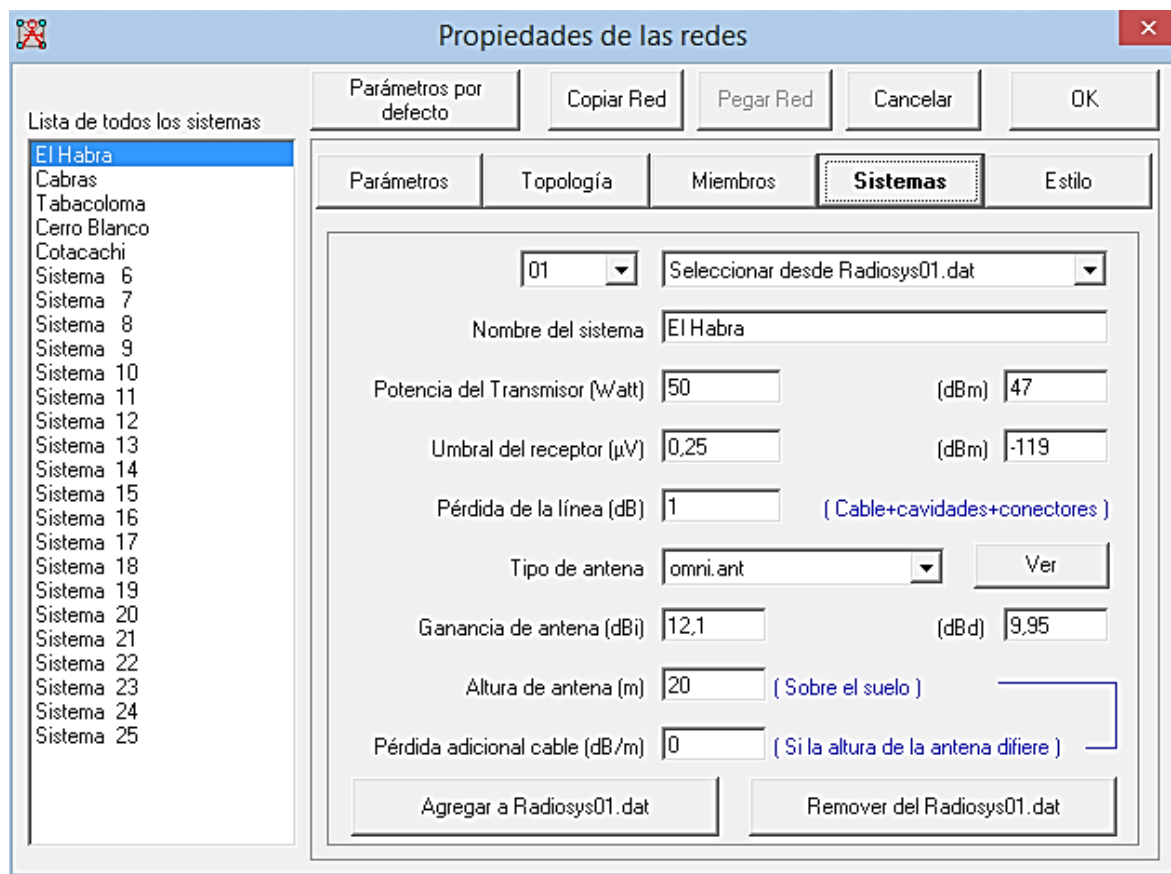 Propiedades de las redes
Lista de todos los sistemas
El Habra
Cabras
Tabacoloma
Cerro Blanco
Cotacachi
Sistema 6
Sistema 7
Sistema 8
Sistema 9
Sistema 10
Sistema 11
Sistema 12
Sistema 13
Sistema 14
Sistema 15
Sistema 16
Sistema 17
Sistema 18
Sistema 19
Sistema 20
Sistema 21
Sistema 22
Sistema 23
Sistema 24
Sistema 25
Parámetros por
defecto
Copiar Red
Pegar Red
Cancelar
OK
Parámetros
Topología
Miembros
Sistemas
Estilo
01
Seleccionar desde Radiosys01.dat
Nombre del sistema El Habra
Potencia del Transmisor (Watt) 50 (dBm) 47
Umbral del receptor (µV) 0,25 (dBm) -119
Pérdida de la línea (dB) 1 ( Cable+cavidades+conectores )
Tipo de antena omni.ant Ver
Ganancia de antena (dBi) 12,1 (dBd) 9,95
Altura de antena (m) 20 ( Sobre el suelo )
Pérdida adicional cable (dB/m) 0 ( Si la altura de la antena difiere )
Agregar a Radiosys01.dat
Remover del Radiosys01.dat